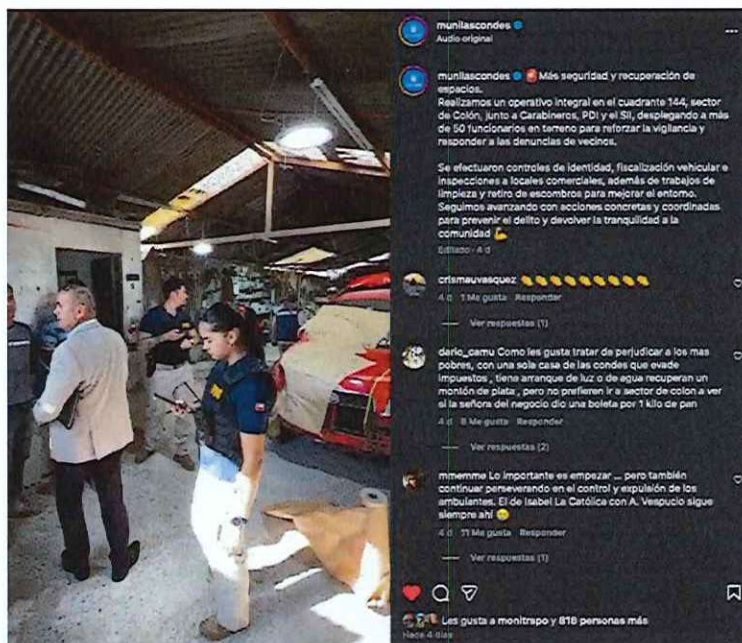 munilascondes
Audio original
munilascondes 🚨Más seguridad y recuperación de
espacios.
Realizamos un operativo integral en el cuadrante 144, sector
de Colón, junto a Carabineros, PDI y el SII, desplegando a más
de 50 funcionarios en terreno para reforzar la vigilancia y
responder a las denuncias de vecinos.
Se efectuaron controles de identidad, fiscalización vehicular e
inspecciones a locales comerciales, además de trabajos de
limpieza y retiro de escombros para mejorar el entorno.
Seguimos avanzando con acciones concretas y coordinadas
para prevenir el delito y devolver la tranquilidad a la
comunidad 💪
Editado · 4 d
crismauvasquez 👏👏👏👏👏👏👏👏👏👏
4 d 1 Me gusta Responder
Ver respuestas (1)
dario_camu Como les gusta tratar de perjudicar a los mas
pobres, con una sola casa de las condes que evade
impuestos , tiene arranque de luz o de agua recuperan un
montón de plata , pero no prefieren ir a sector de colon a ver
si la señora del negocio dio una boleta por 1 kilo de pan
4 d 8 Me gusta Responder
Ver respuestas (2)
mmemme Lo importante es empezar ... pero también
continuar perseverando en el control y expulsión de los
ambulantes. El de Isabel La Católica con A. Vespucio sigue
siempre ahí
4 d 11 Me gusta Responder
Ver respuestas (1)
Les gusta a monitrapo y 818 personas más
Hace 4 días